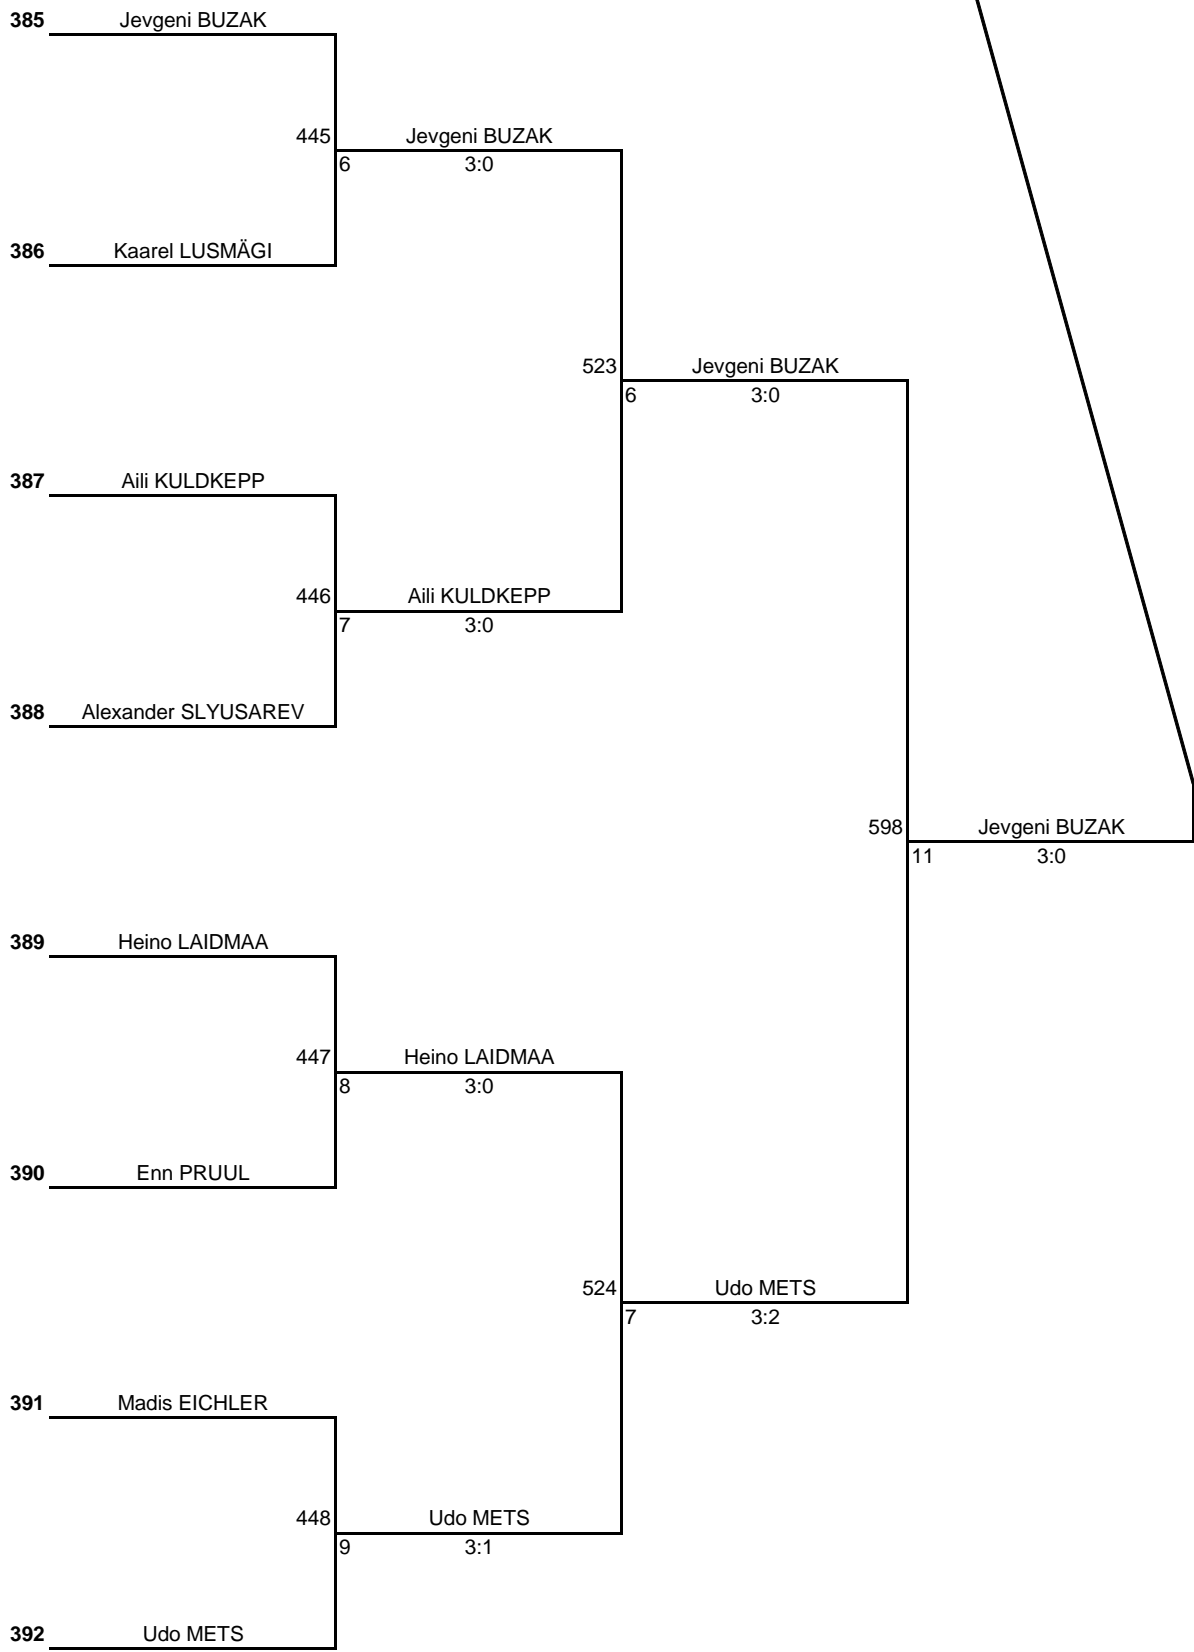 385 Jevgeni BUZAK
445 Jevgeni BUZAK
6 3:0
386 Kaarel LUSMÄGI
523 Jevgeni BUZAK
6 3:0
387 Aili KULDKEPP
446 Aili KULDKEPP
7 3:0
388 Alexander SLYUSAREV
598 Jevgeni BUZAK
11 3:0
389 Heino LAIDMAA
447 Heino LAIDMAA
8 3:0
390 Enn PRUUL
524 Udo METS
7 3:2
391 Madis EICHLER
448 Udo METS
9 3:1
392 Udo METS